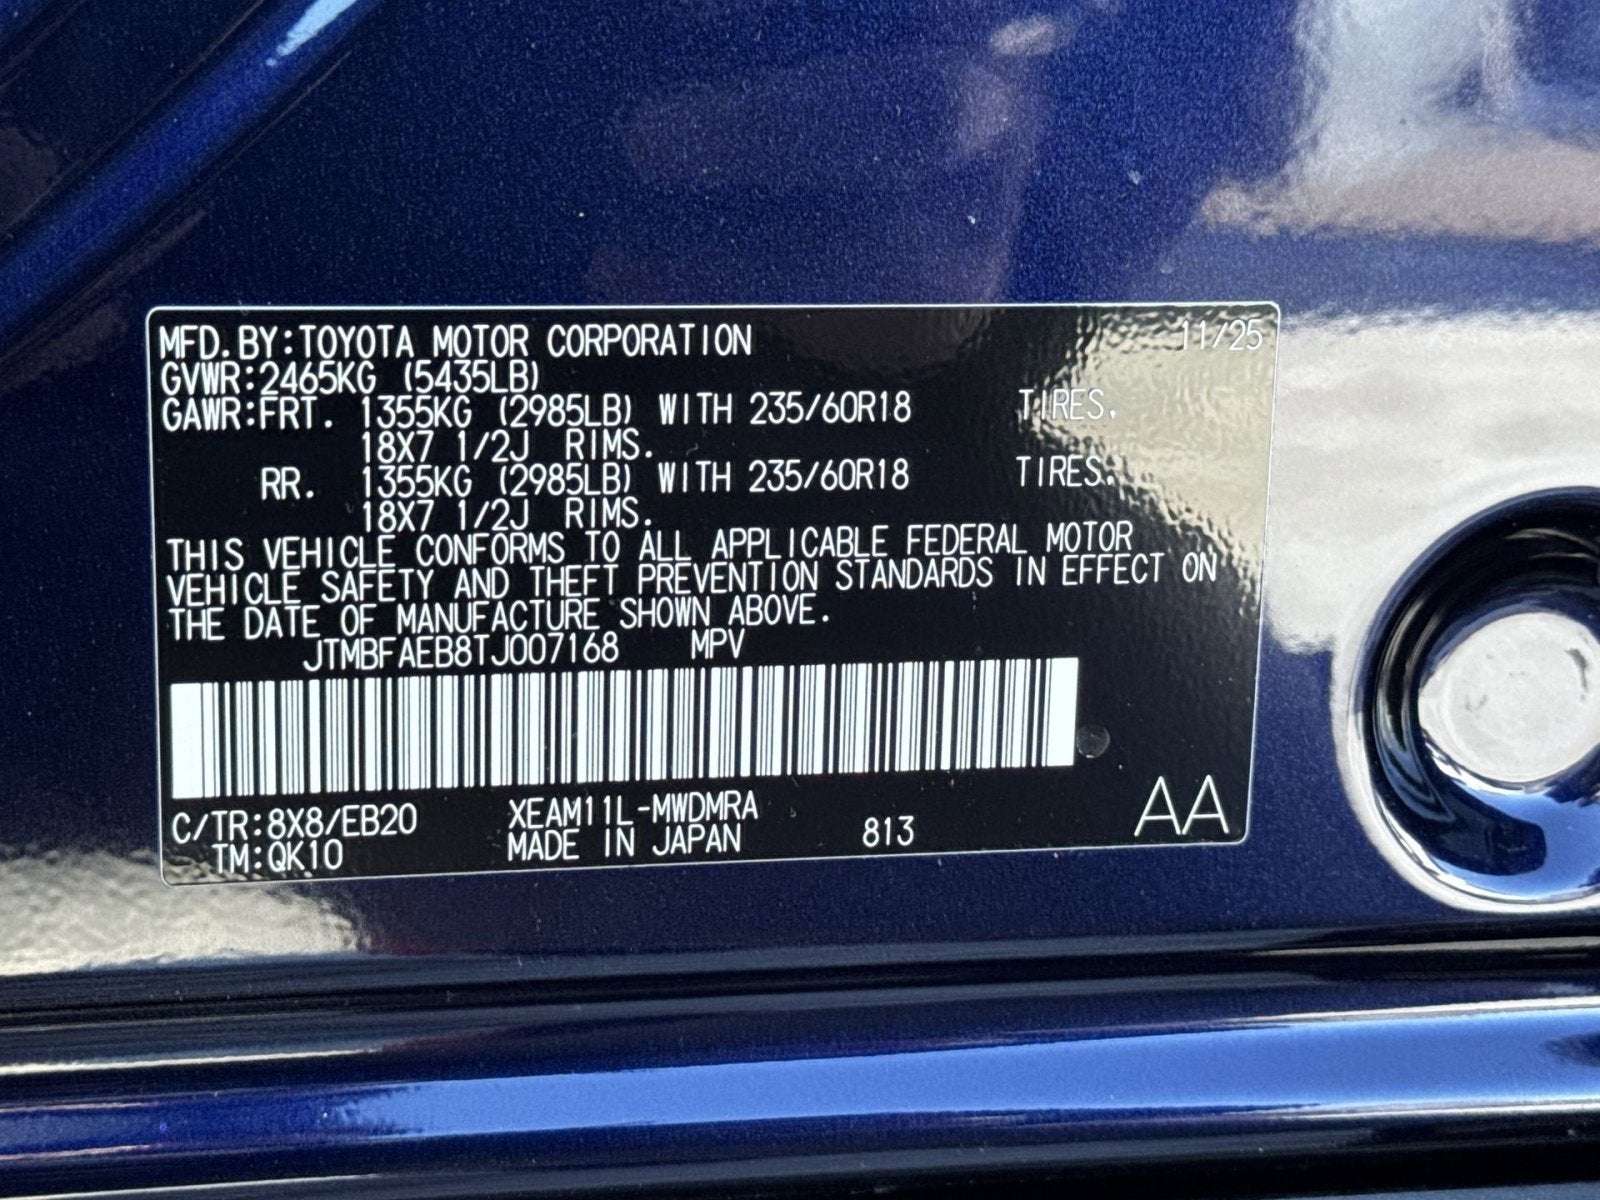 MFD.BY:TOYOTA MOTOR CORPORATION 11/25
GVWR:2465KG (5435LB)
GAWR:FRT. 1355KG (2985LB) WITH 235/60R18 TIRES.
18X7 1/2J RIMS.
RR. 1355KG (2985LB) WITH 235/60R18 TIRES.
18X7 1/2J RIMS.
THIS VEHICLE CONFORMS TO ALL APPLICABLE FEDERAL MOTOR
VEHICLE SAFETY AND THEFT PREVENTION STANDARDS IN EFFECT ON
THE DATE OF MANUFACTURE SHOWN ABOVE.
JTMBFAEB8TJ007168 MPV
C/TR:8X8/EB20 XEAM11L-MWDMRA
TM:QK10 MADE IN JAPAN 813 AA